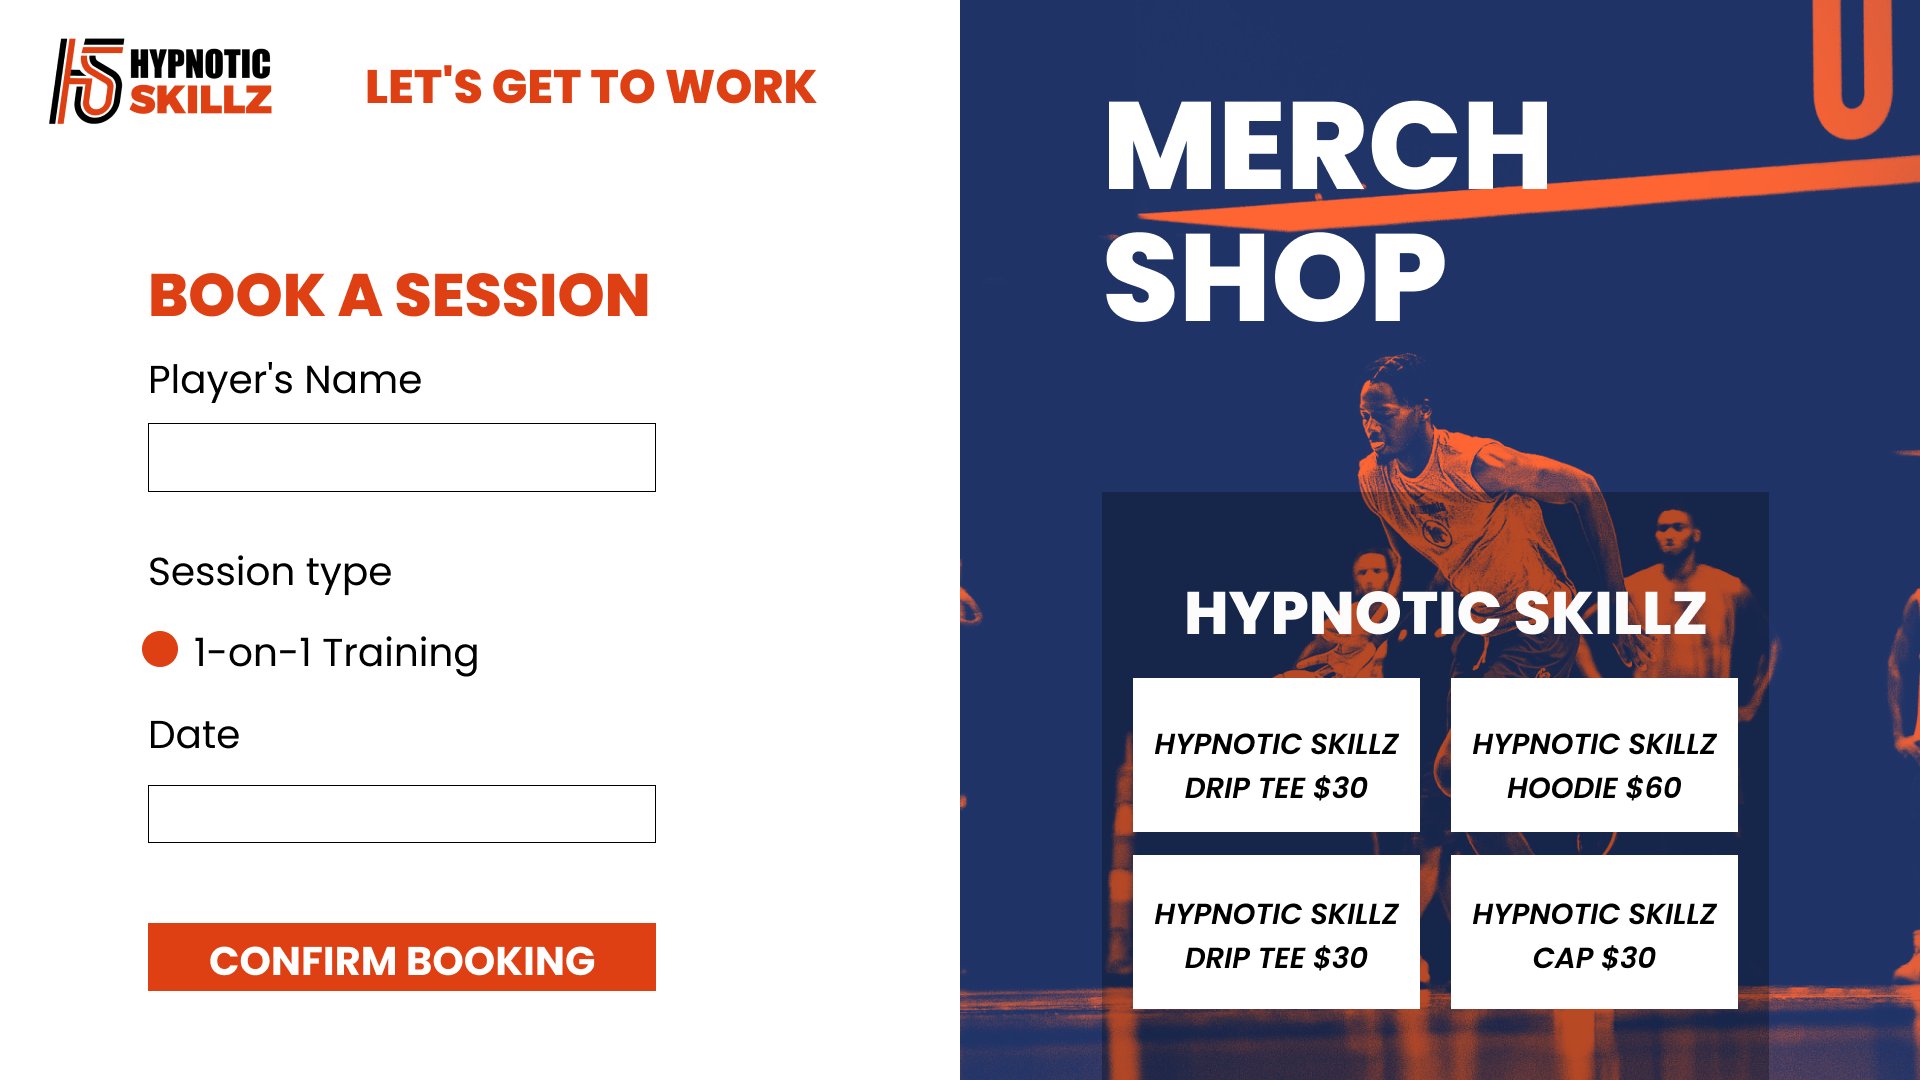 HYPNOTIC
SKILLZ
LET'S GET TO WORK
BOOK A SESSION
Player's Name
Session type
1-on-1 Training
Date
CONFIRM BOOKING
MERCH
SHOP
HYPNOTIC SKILLZ
HYPNOTIC SKILLZ
DRIP TEE $30
HYPNOTIC SKILLZ
HOODIE $60
HYPNOTIC SKILLZ
DRIP TEE $30
HYPNOTIC SKILLZ
CAP $30